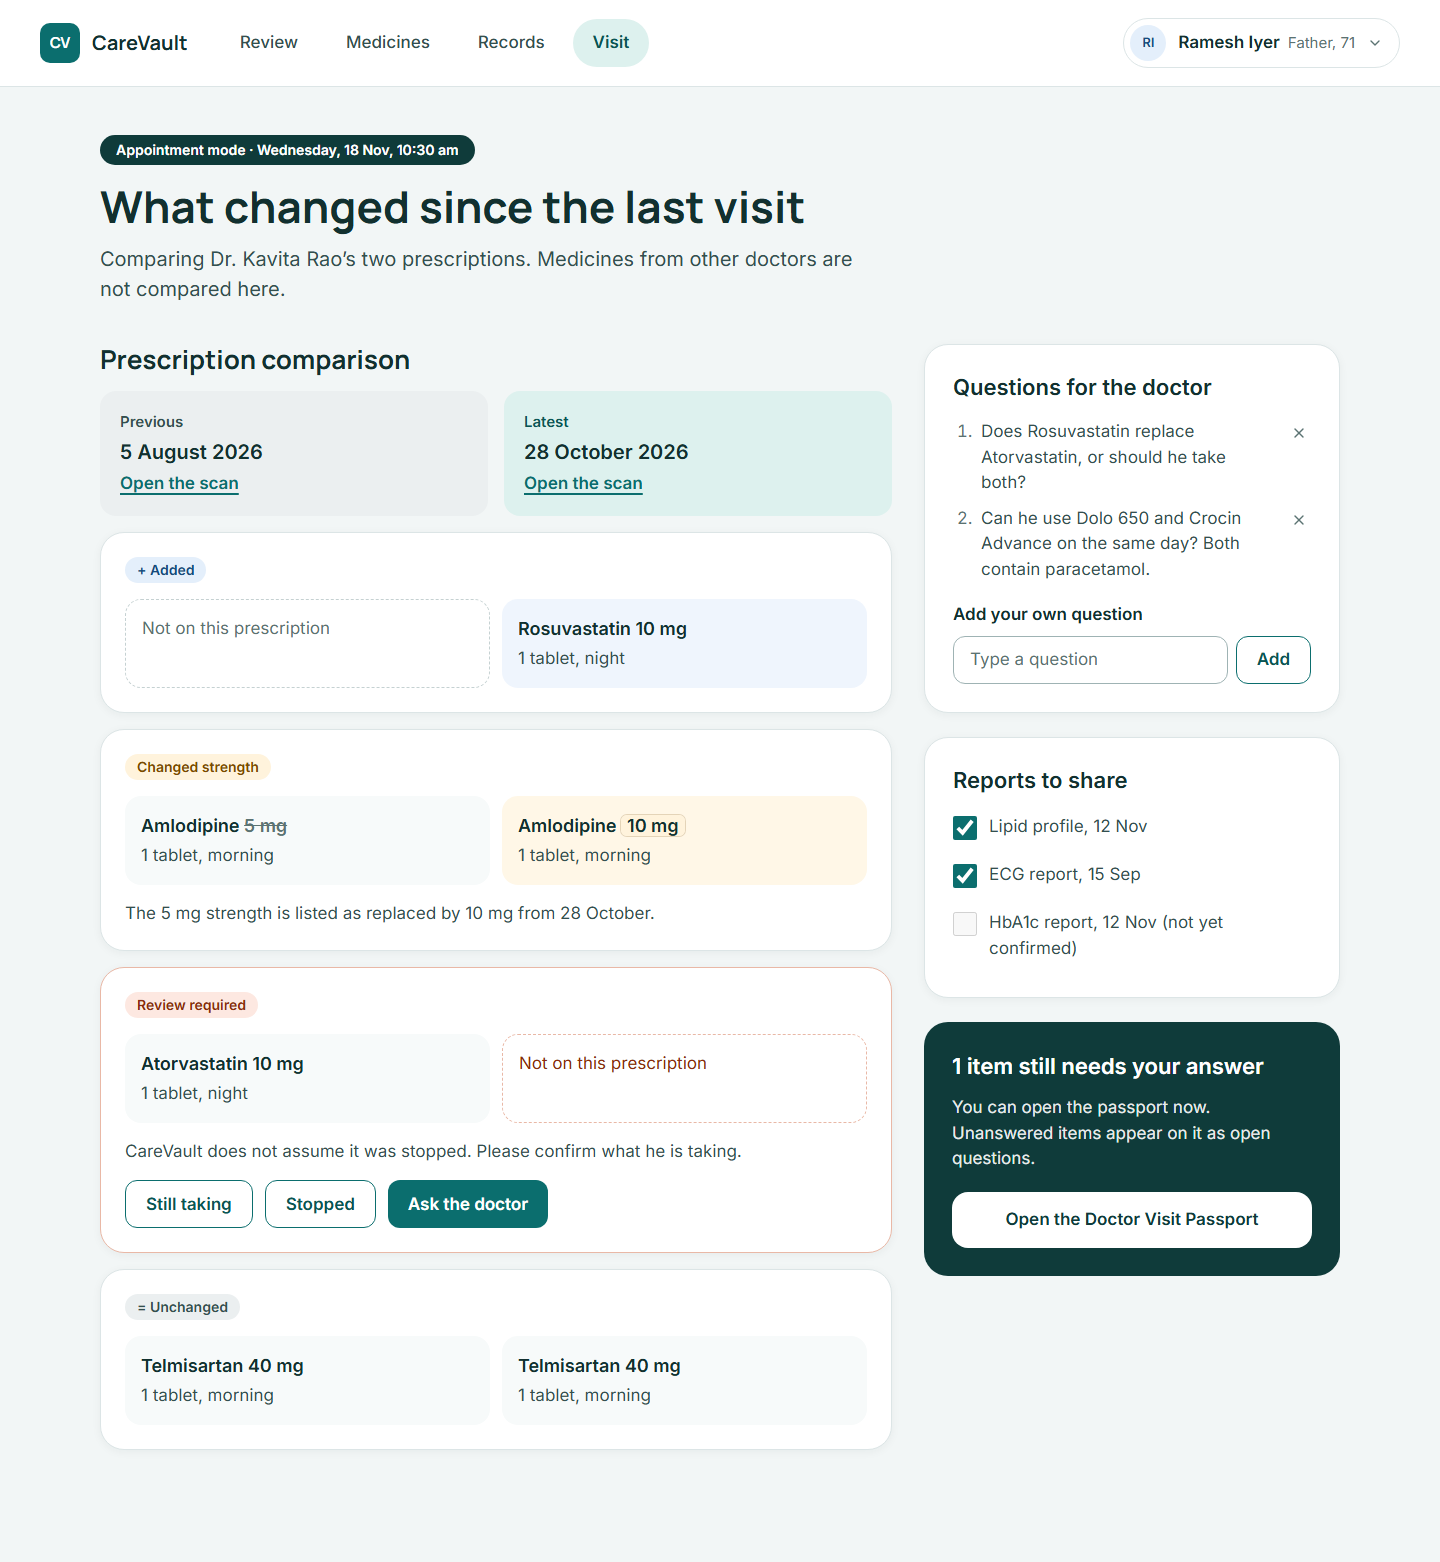 CV CareVault Review Medicines Records Visit RI Ramesh Iyer Father, 71
Appointment mode · Wednesday, 18 Nov, 10:30 am
What changed since the last visit
Comparing Dr. Kavita Rao’s two prescriptions. Medicines from other doctors are
not compared here.
Prescription comparison
Previous
5 August 2026
Open the scan
Latest
28 October 2026
Open the scan
+ Added
Not on this prescription
Rosuvastatin 10 mg
1 tablet, night
Changed strength
Amlodipine 5 mg
1 tablet, morning
Amlodipine 10 mg
1 tablet, morning
The 5 mg strength is listed as replaced by 10 mg from 28 October.
Review required
Atorvastatin 10 mg
1 tablet, night
Not on this prescription
CareVault does not assume it was stopped. Please confirm what he is taking.
Still taking Stopped Ask the doctor
= Unchanged
Telmisartan 40 mg
1 tablet, morning
Telmisartan 40 mg
1 tablet, morning
Questions for the doctor
1. Does Rosuvastatin replace
Atorvastatin, or should he take
both?
×
2. Can he use Dolo 650 and Crocin
Advance on the same day? Both
contain paracetamol.
×
Add your own question
Type a question Add
Reports to share
Lipid profile, 12 Nov
ECG report, 15 Sep
HbA1c report, 12 Nov (not yet
confirmed)
1 item still needs your answer
You can open the passport now.
Unanswered items appear on it as open
questions.
Open the Doctor Visit Passport